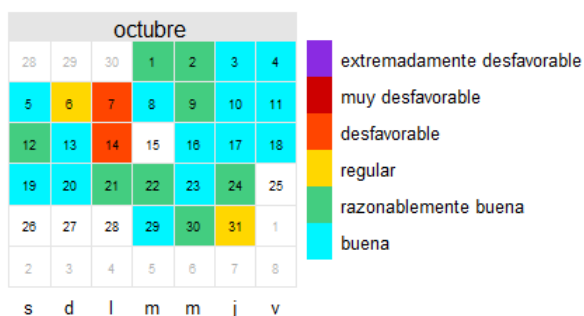 octubre
28 29 30 1 2 3 4
5 6 7 8 9 10 11
12 13 14 15 16 17 18
19 20 21 22 23 24 25
26 27 28 29 30 31 1
2 3 4 5 6 7 8
s d l m m j v
extremadamente desfavorable
muy desfavorable
desfavorable
regular
razonablemente buena
buena